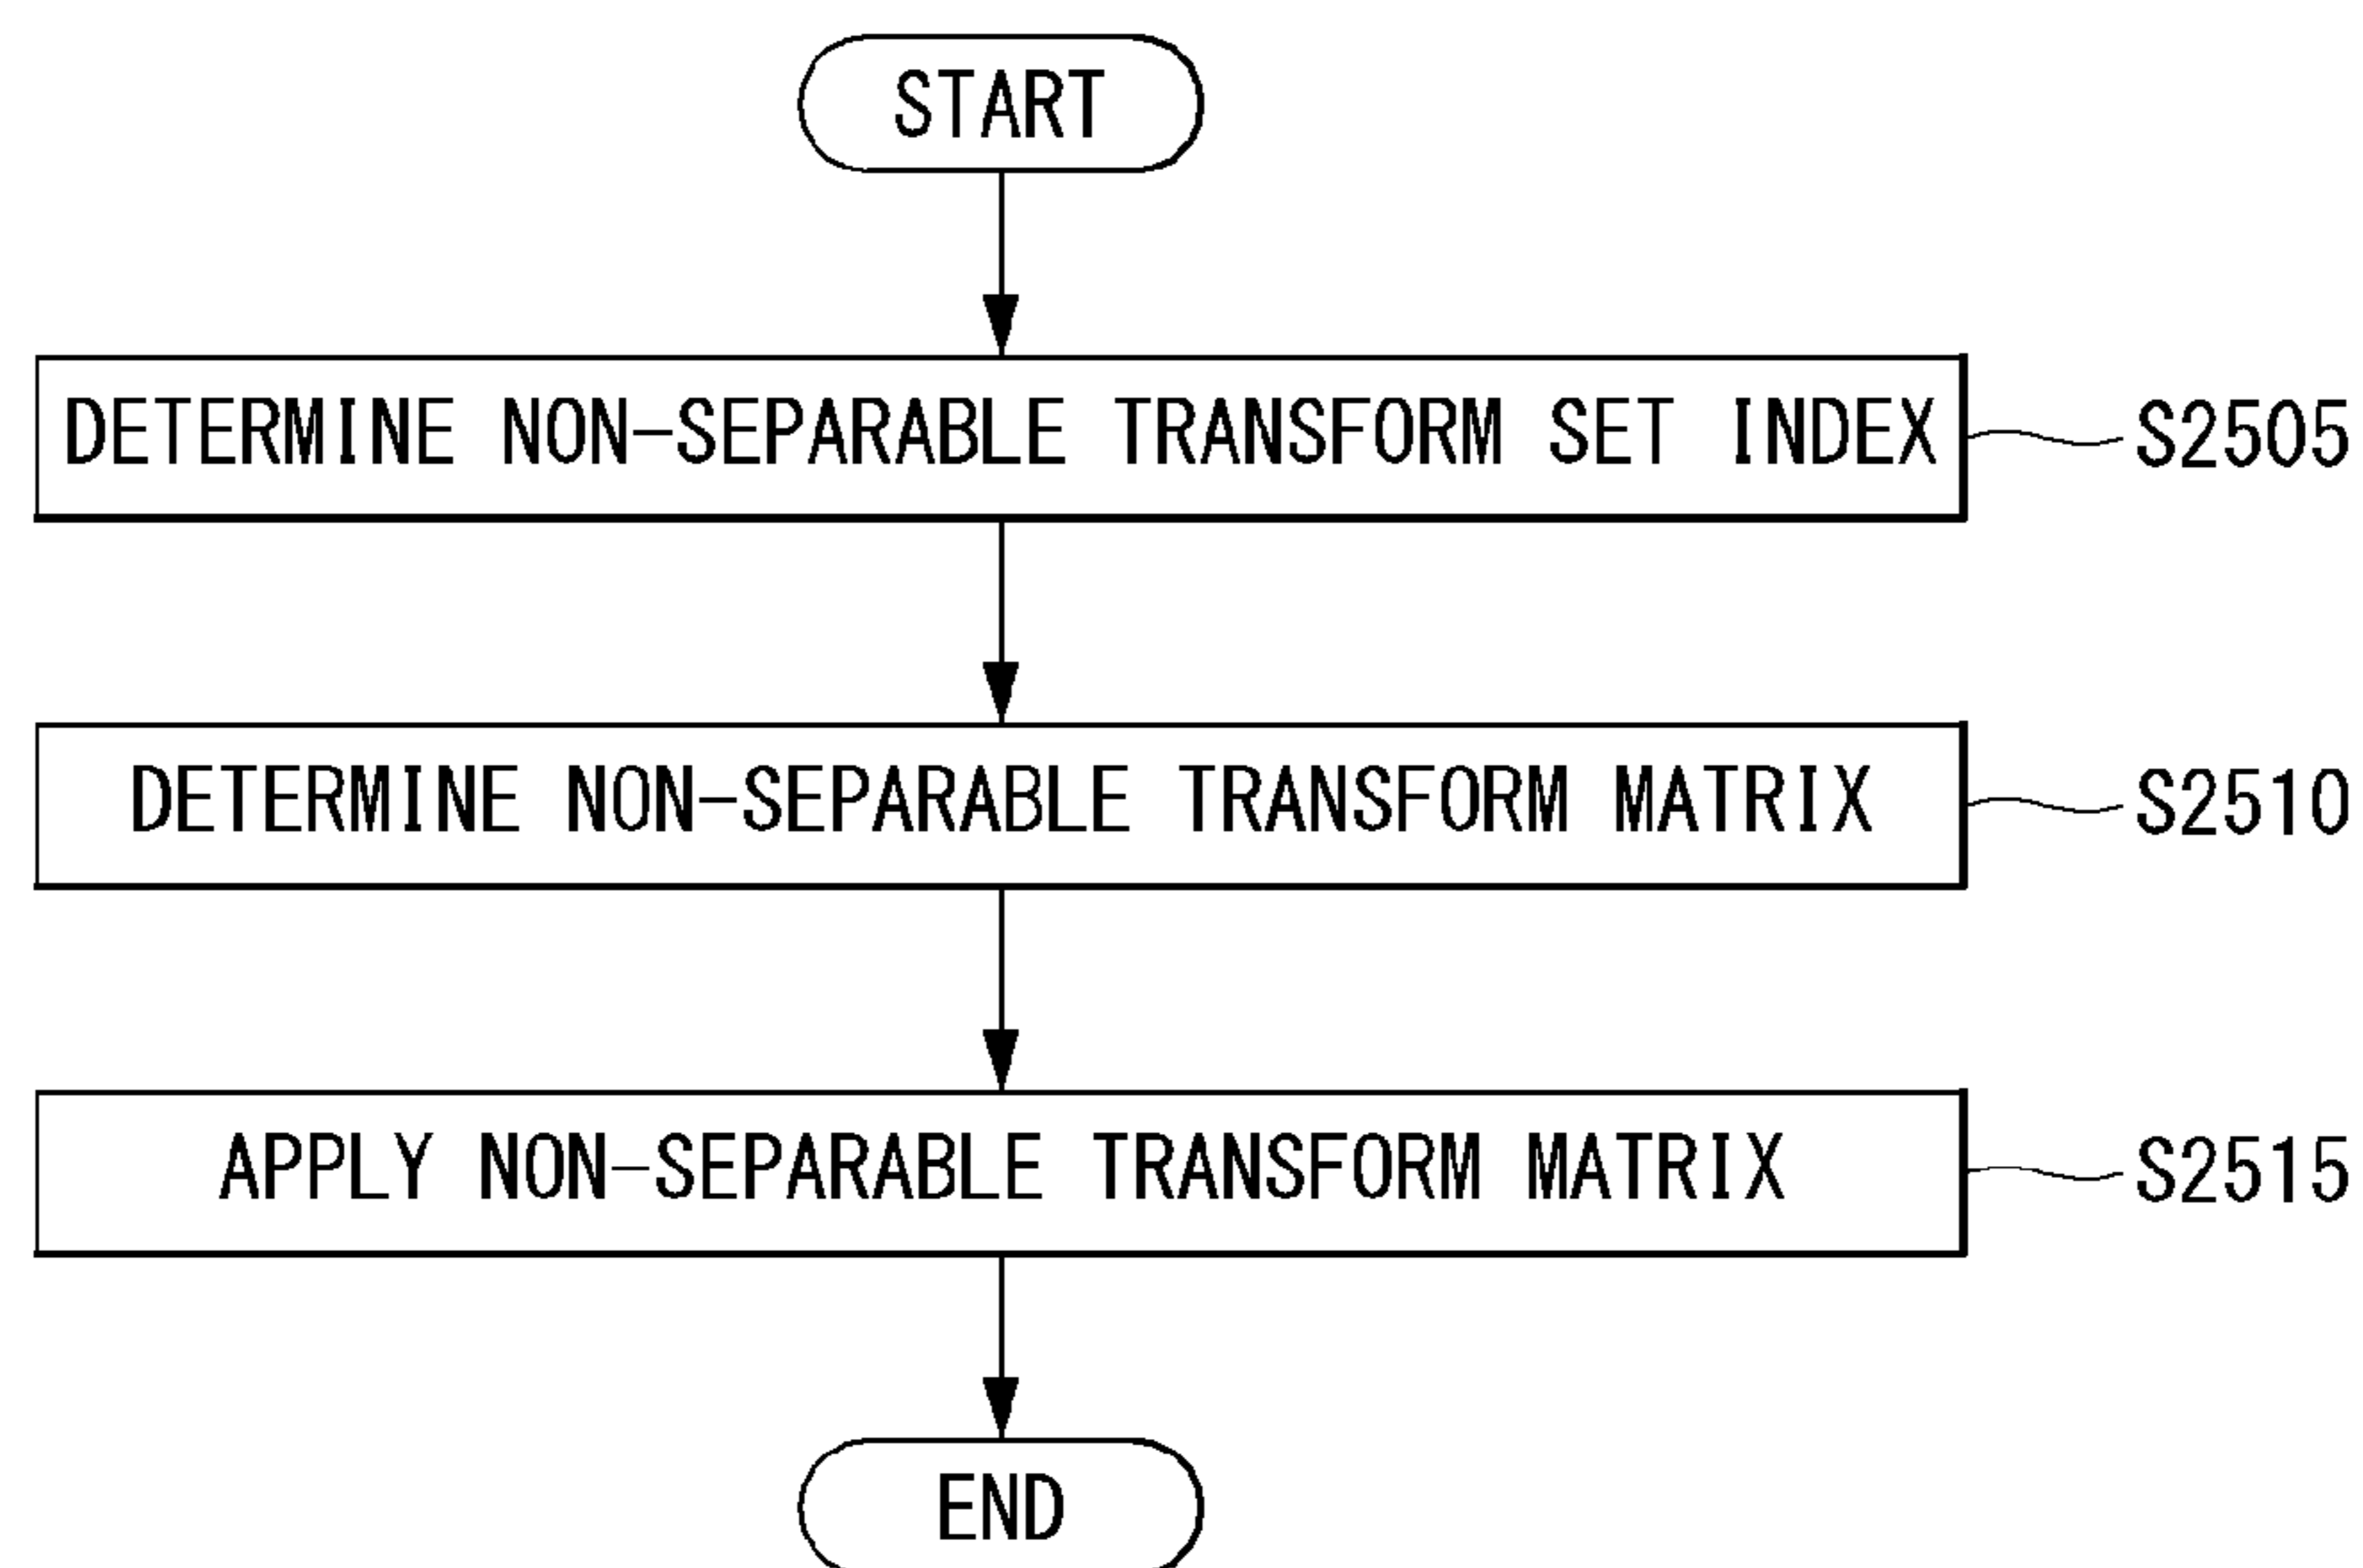 START
DETERMINE NON-SEPARABLE TRANSFORM SET INDEX S2505
DETERMINE NON-SEPARABLE TRANSFORM MATRIX S2510
APPLY NON-SEPARABLE TRANSFORM MATRIX S2515
END